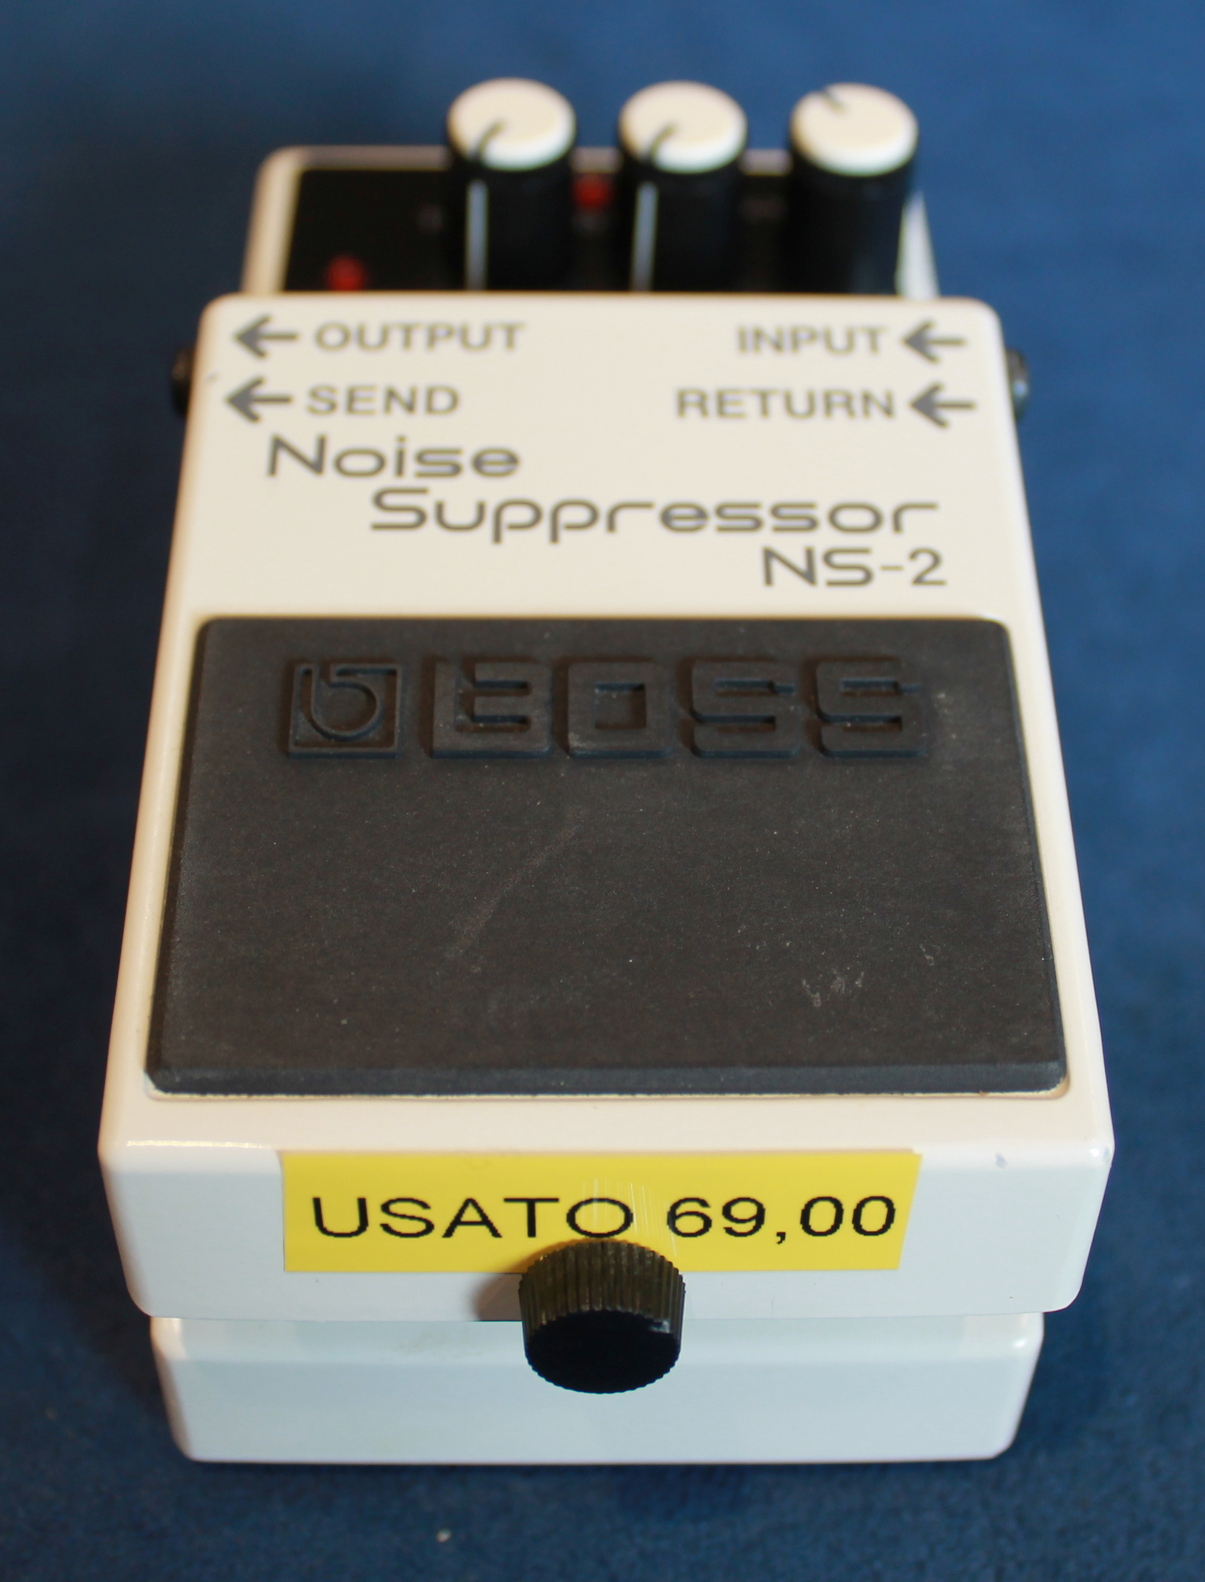 ← OUTPUT INPUT ←
← SEND RETURN ←
Noise
Suppressor
NS-2
BOSS
USATO 69,00